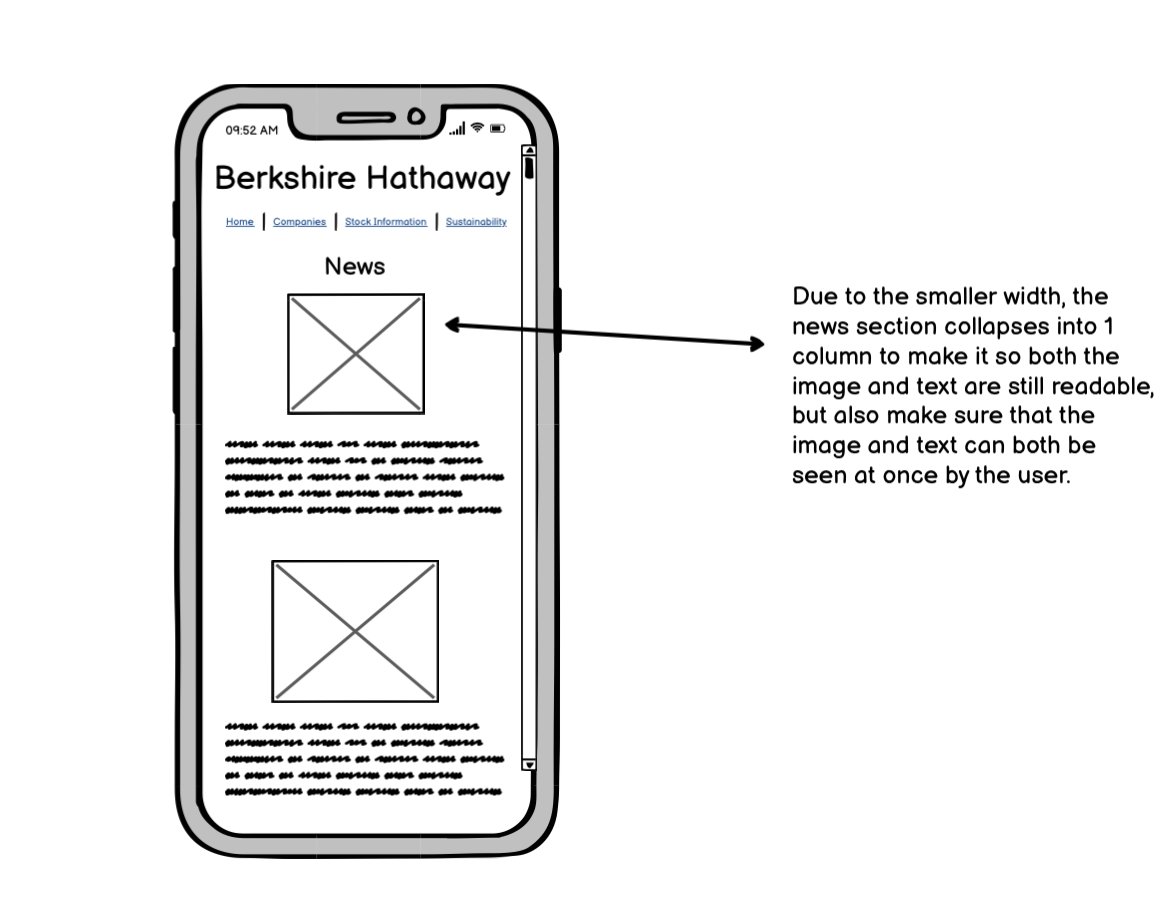 09:52 AM
Berkshire Hathaway
Home | Companies | Stock Information | Sustainability
News
Due to the smaller width, the
news section collapses into 1
column to make it so both the
image and text are still readable,
but also make sure that the
image and text can both be
seen at once by the user.